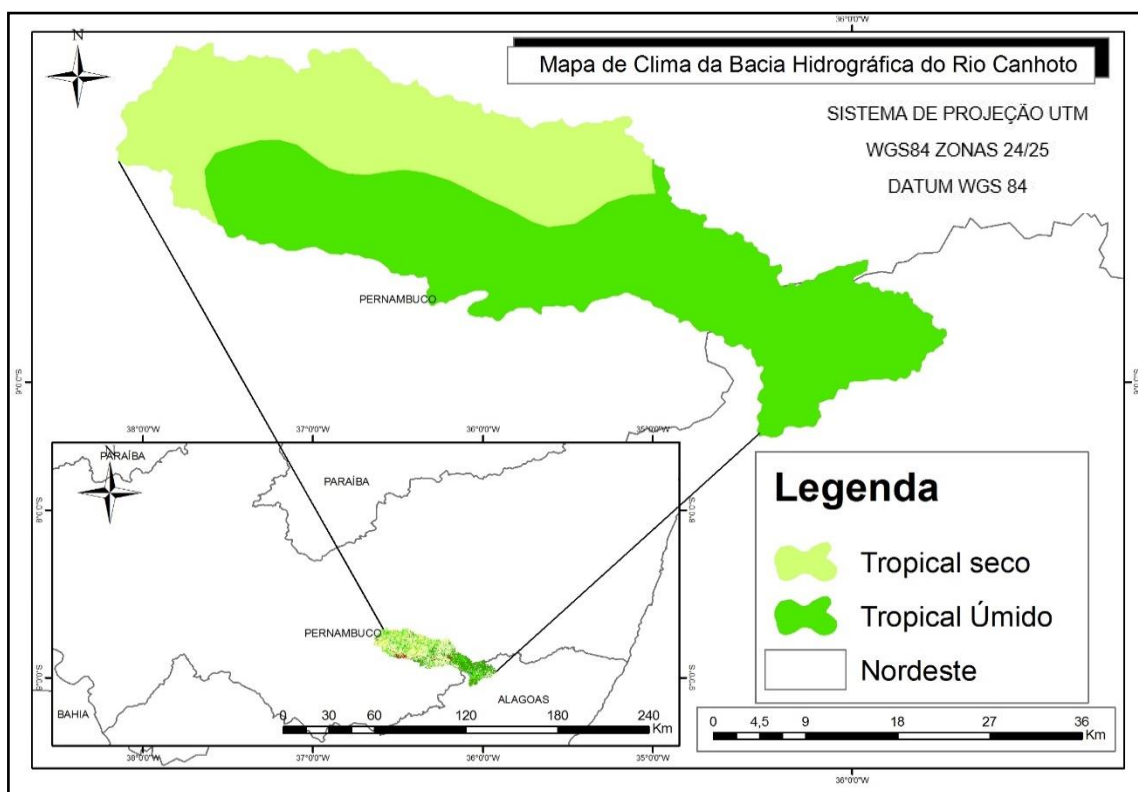 36°0'0"W
N
Mapa de Clima da Bacia Hidrográfica do Rio Canhoto
SISTEMA DE PROJEÇÃO UTM
WGS84 ZONAS 24/25
DATUM WGS 84
PERNAMBUCO
9°0'0"S
9°0'0"S
38°0'0"W
37°0'0"W
36°0'0"W
35°0'0"W
N
PARAÍBA
PARAÍBA
8°0'0"S
8°0'0"S
PERNAMBUCO
9°0'0"S
9°0'0"S
ALAGOAS
BAHIA
0 30 60 120 180 240
Km
38°0'0"W
37°0'0"W
36°0'0"W
35°0'0"W
Legenda
Tropical seco
Tropical Úmido
Nordeste
0 4,5 9 18 27 36
Km
36°0'0"W